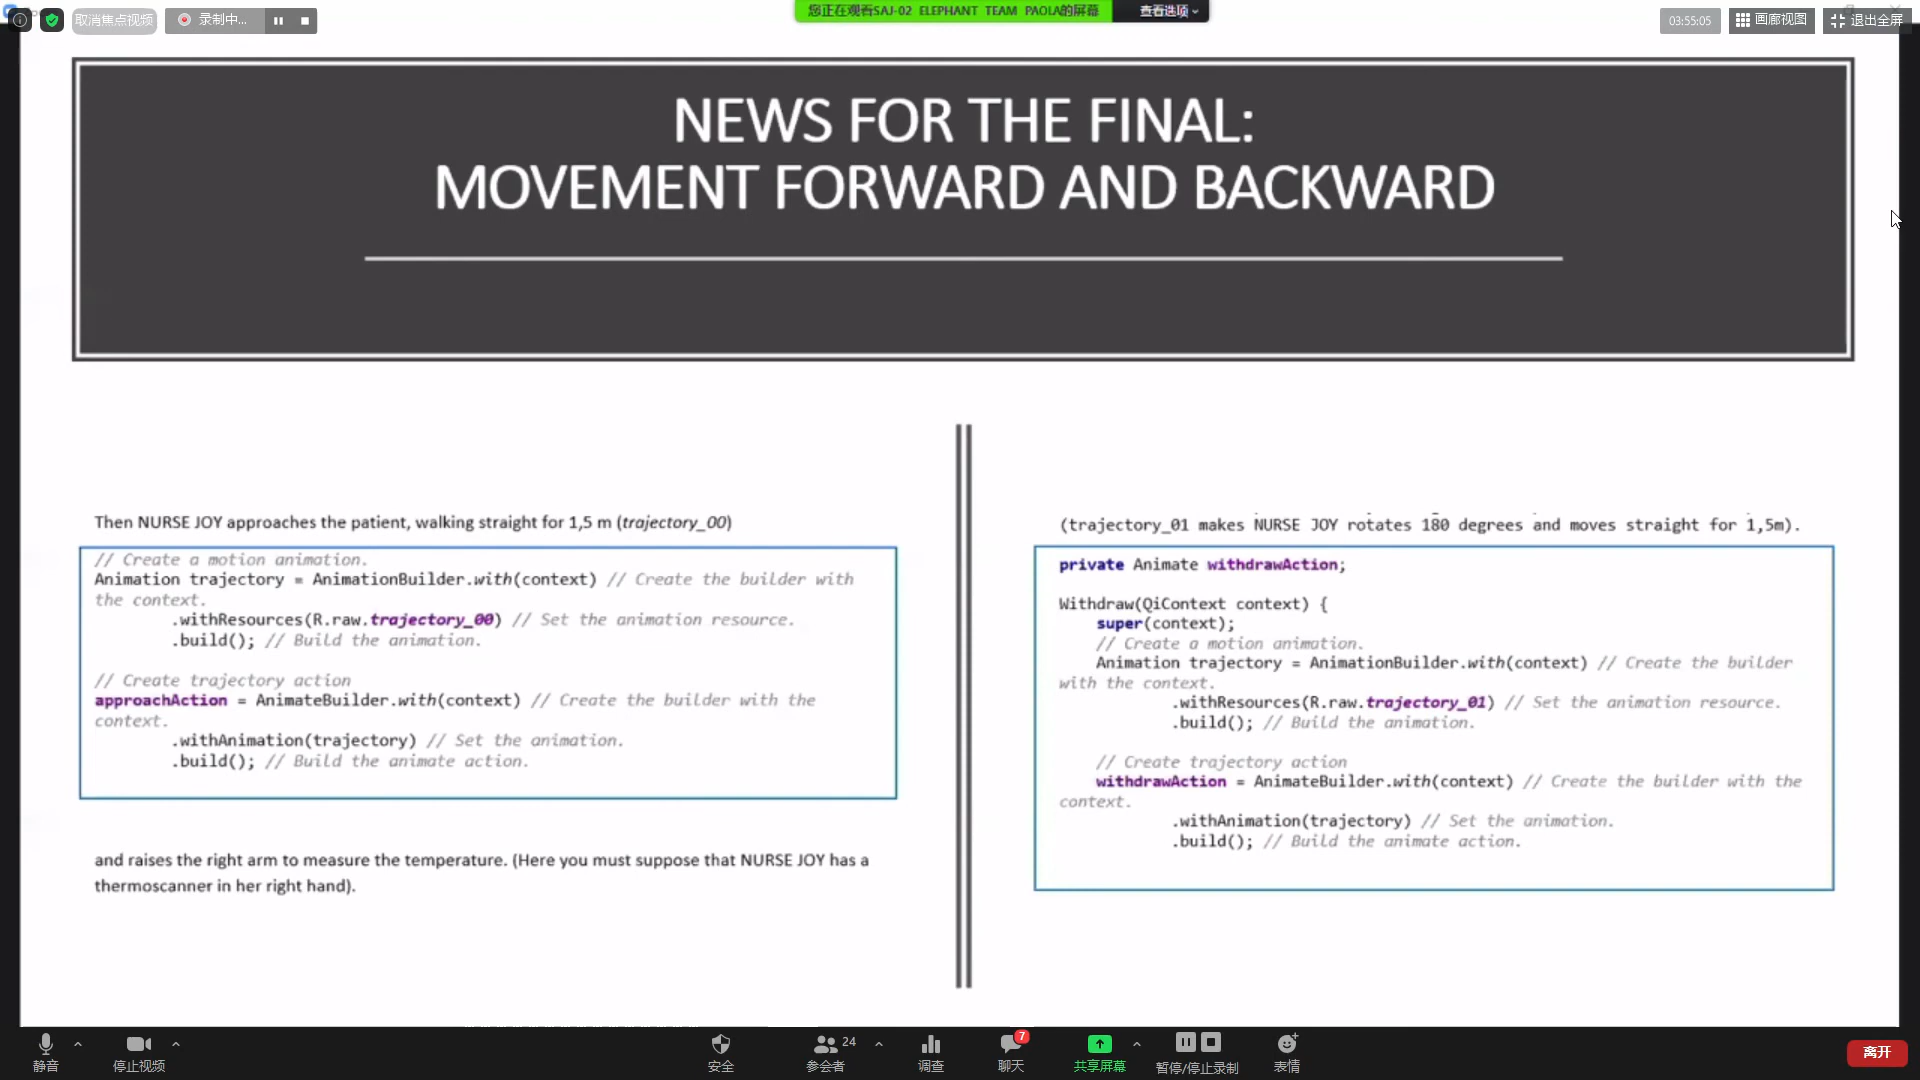 取消焦点视频
录制中...
您正在观看SAJ-02 ELEPHANT TEAM PAOLA的屏幕
查看选项
03:55:05
画廊视图
退出全屏
NEWS FOR THE FINAL:
MOVEMENT FORWARD AND BACKWARD
Then NURSE JOY approaches the patient, walking straight for 1,5 m (trajectory_00)
// Create a motion animation.
Animation trajectory = AnimationBuilder.with(context) // Create the builder with
the context.
.withResources(R.raw.trajectory_00) // Set the animation resource.
.build(); // Build the animation.
// Create trajectory action
approachAction = AnimateBuilder.with(context) // Create the builder with the
context.
.withAnimation(trajectory) // Set the animation.
.build(); // Build the animate action.
and raises the right arm to measure the temperature. (Here you must suppose that NURSE JOY has a
thermoscanner in her right hand).
(trajectory_01 makes NURSE JOY rotates 180 degrees and moves straight for 1,5m).
private Animate withdrawAction;
Withdraw(QiContext context) {
super(context);
// Create a motion animation.
Animation trajectory = AnimationBuilder.with(context) // Create the builder
with the context.
.withResources(R.raw.trajectory_01) // Set the animation resource.
.build(); // Build the animation.
// Create trajectory action
withdrawAction = AnimateBuilder.with(context) // Create the builder with the
context.
.withAnimation(trajectory) // Set the animation.
.build(); // Build the animate action.
静音
停止视频
安全
参会者
24
调查
聊天
7
共享屏幕
暂停/停止录制
表情
离开